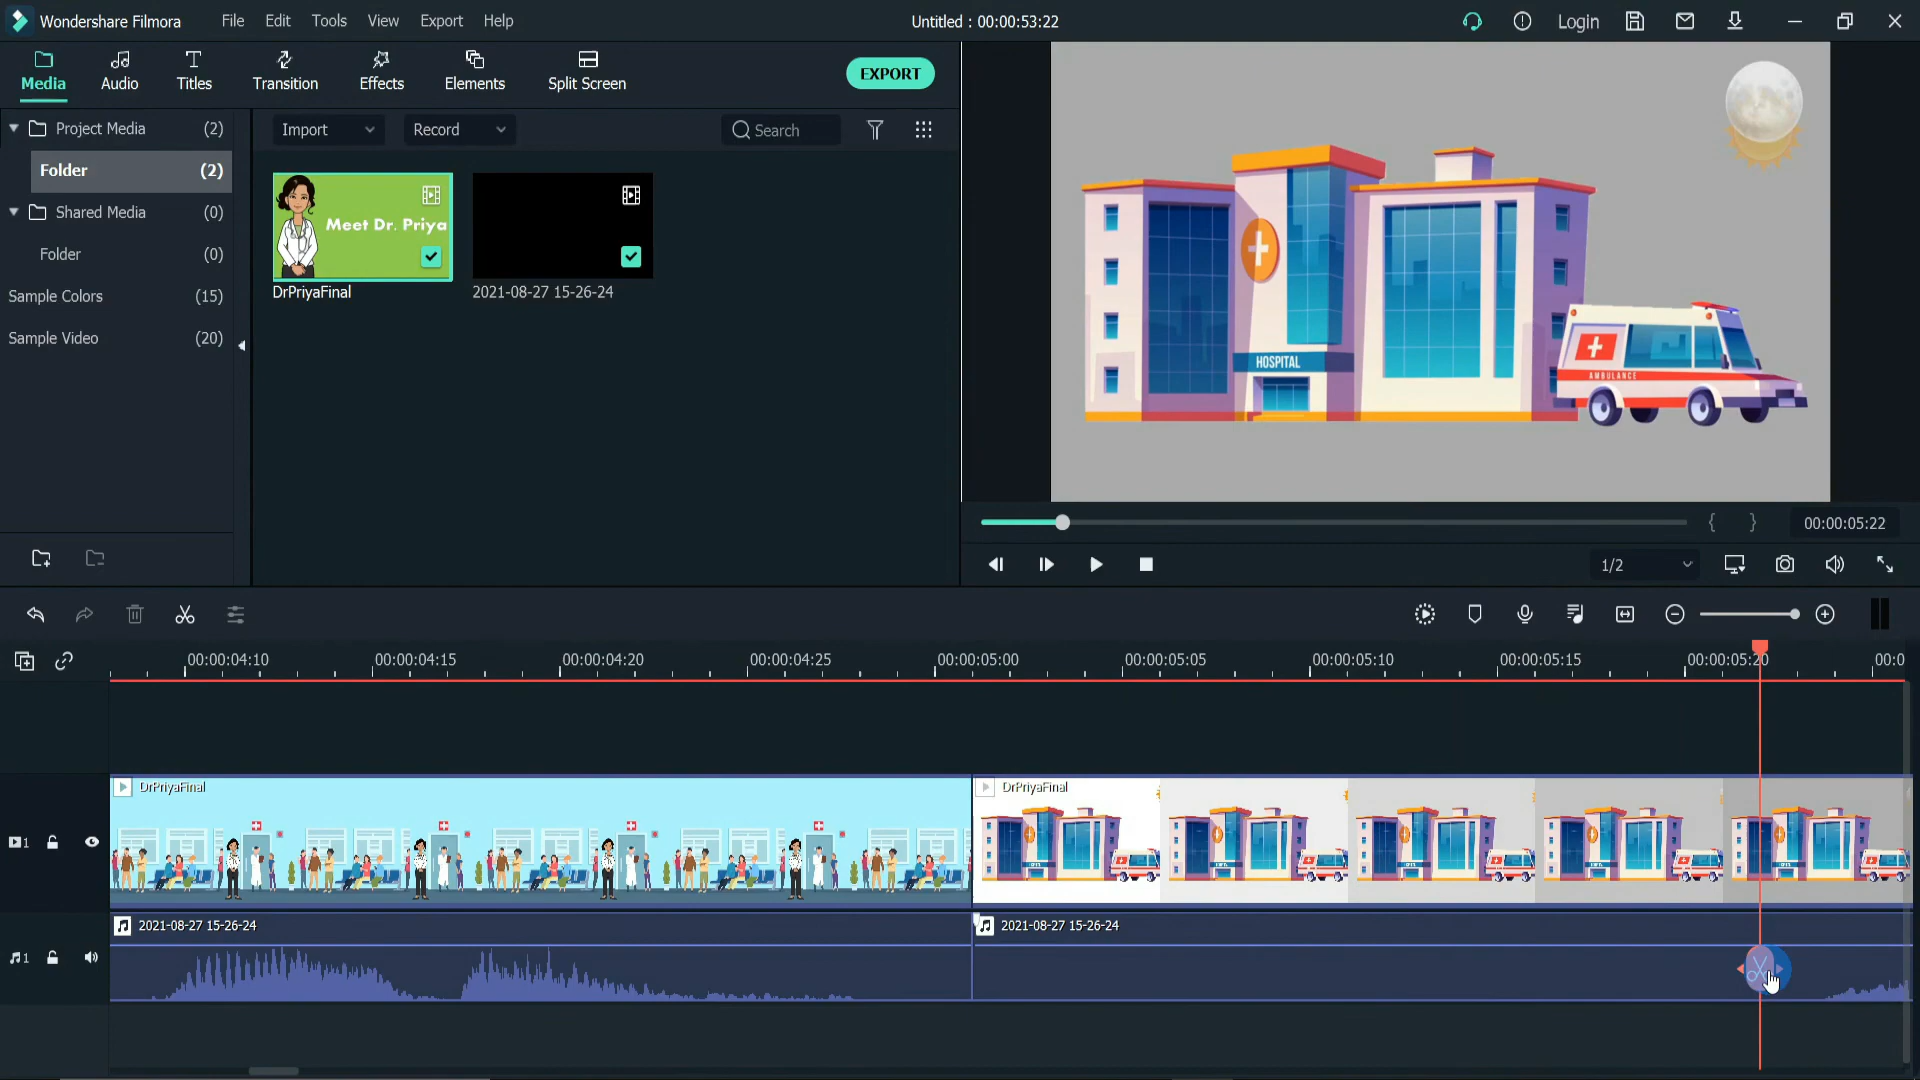 Wondershare Filmora
File Edit Tools View Export Help
Untitled : 00:00:53:22
Login
Media Audio Titles Transition Effects Elements Split Screen
EXPORT
Project Media (2)
Folder (2)
Shared Media (0)
Folder (0)
Sample Colors (15)
Sample Video (20)
Import Record Search
Meet Dr. Priya
DrPriyaFinal
2021-08-27 15-26-24
HOSPITAL
AMBULANCE
{ } 00:00:05:22
1/2
00:00:04:10 00:00:04:15 00:00:04:20 00:00:04:25 00:00:05:00 00:00:05:05 00:00:05:10 00:00:05:15 00:00:05:20 00:0
DrPriyaFinal DrPriyaFinal
1
2021-08-27 15-26-24 2021-08-27 15-26-24
1